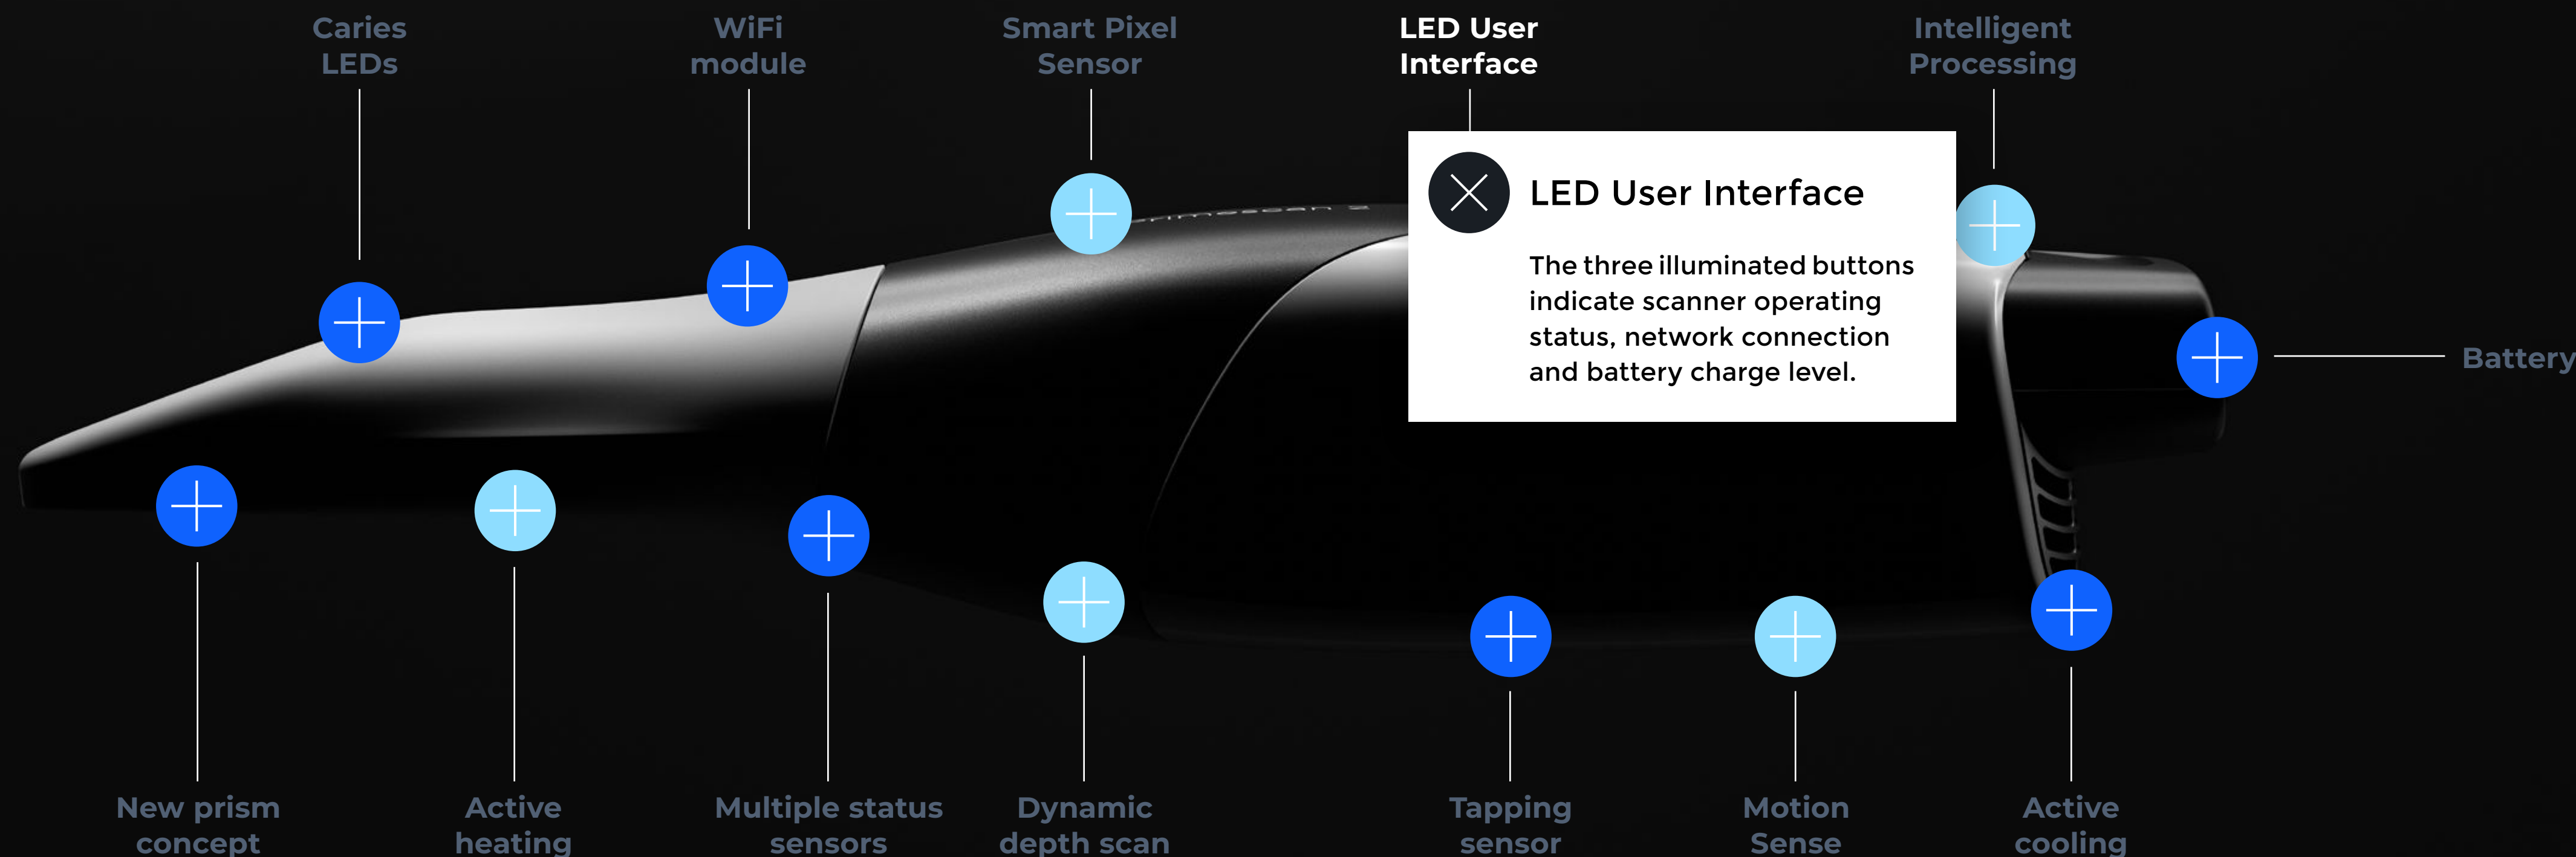 Caries
LEDs
WiFi
module
Smart Pixel
Sensor
LED User
Interface
Intelligent
Processing
LED User Interface
The three illuminated buttons
indicate scanner operating
status, network connection
and battery charge level.
Battery
New prism
concept
Active
heating
Multiple status
sensors
Dynamic
depth scan
Tapping
sensor
Motion
Sense
Active
cooling